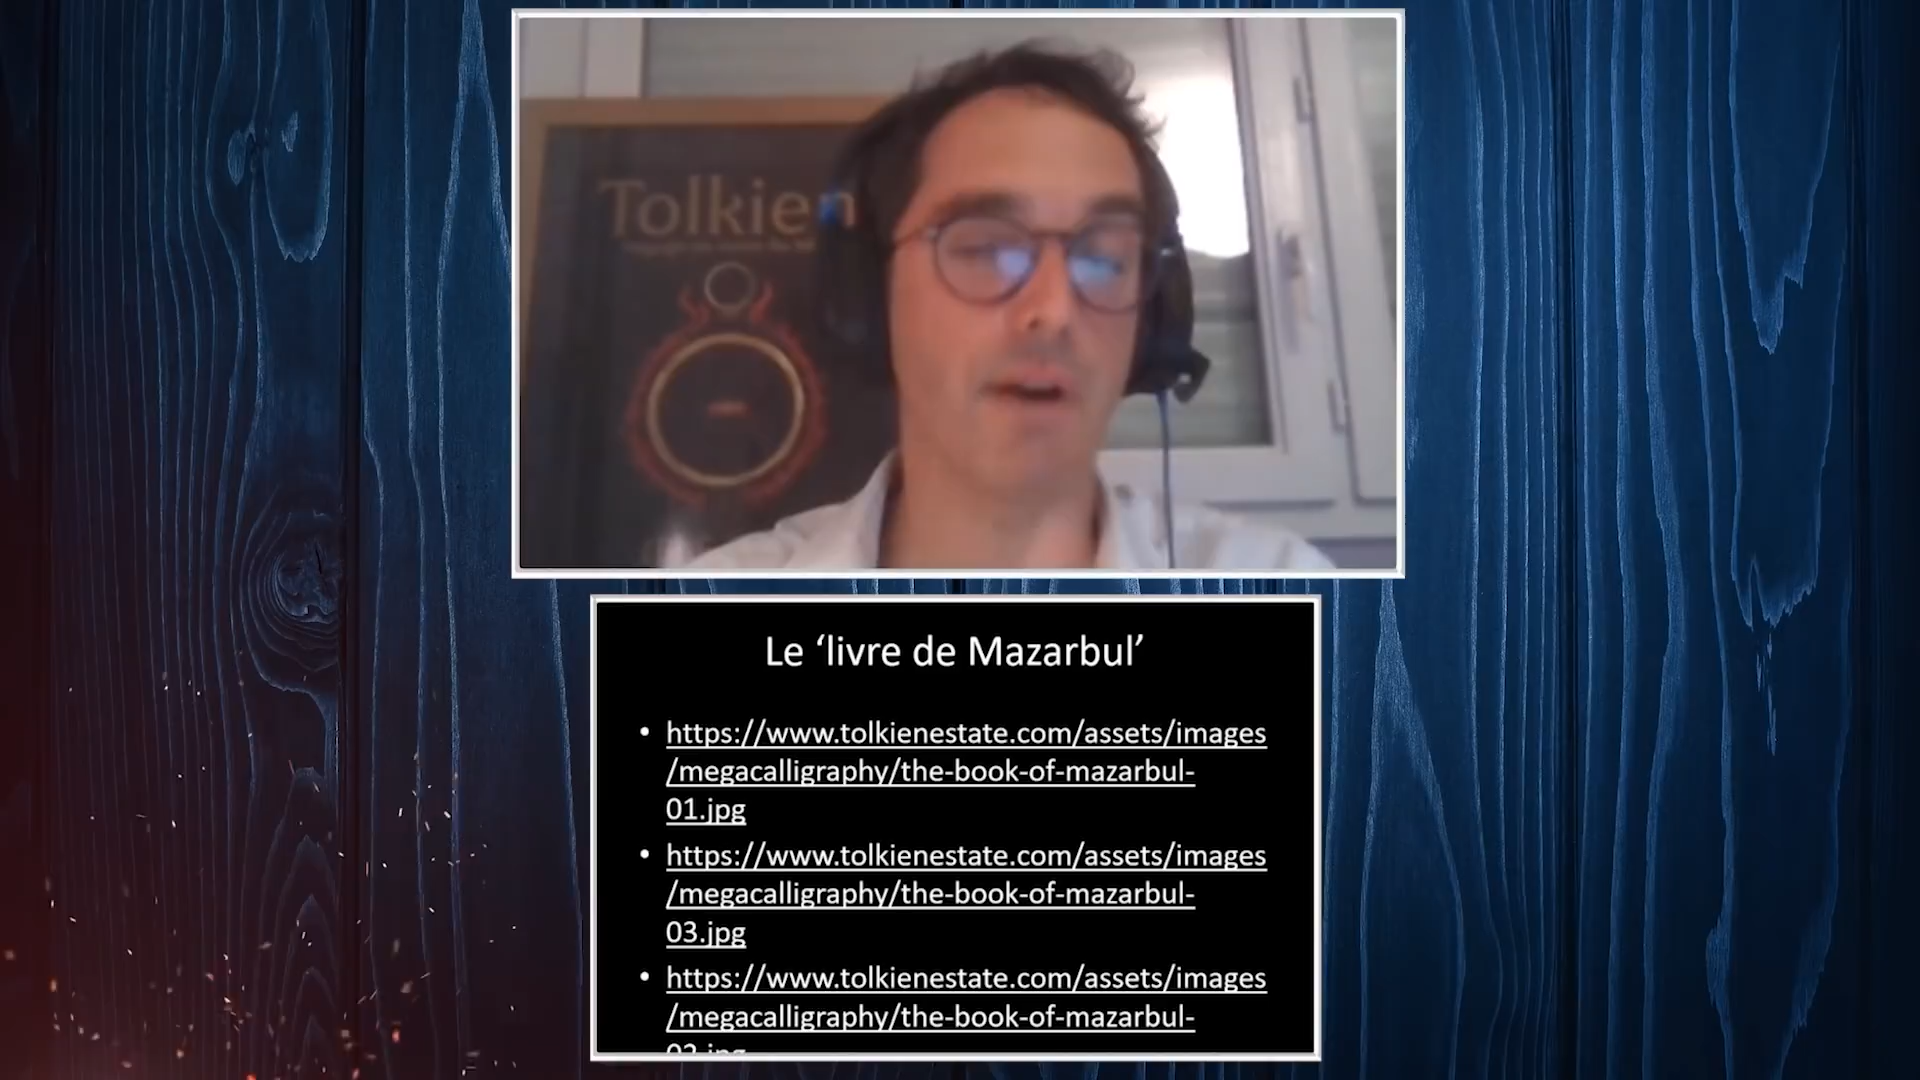 Tolkien
Le ‘livre de Mazarbul’
• https://www.tolkienestate.com/assets/images
/megacalligraphy/the-book-of-mazarbul-
01.jpg
• https://www.tolkienestate.com/assets/images
/megacalligraphy/the-book-of-mazarbul-
03.jpg
• https://www.tolkienestate.com/assets/images
/megacalligraphy/the-book-of-mazarbul-
02.jpg